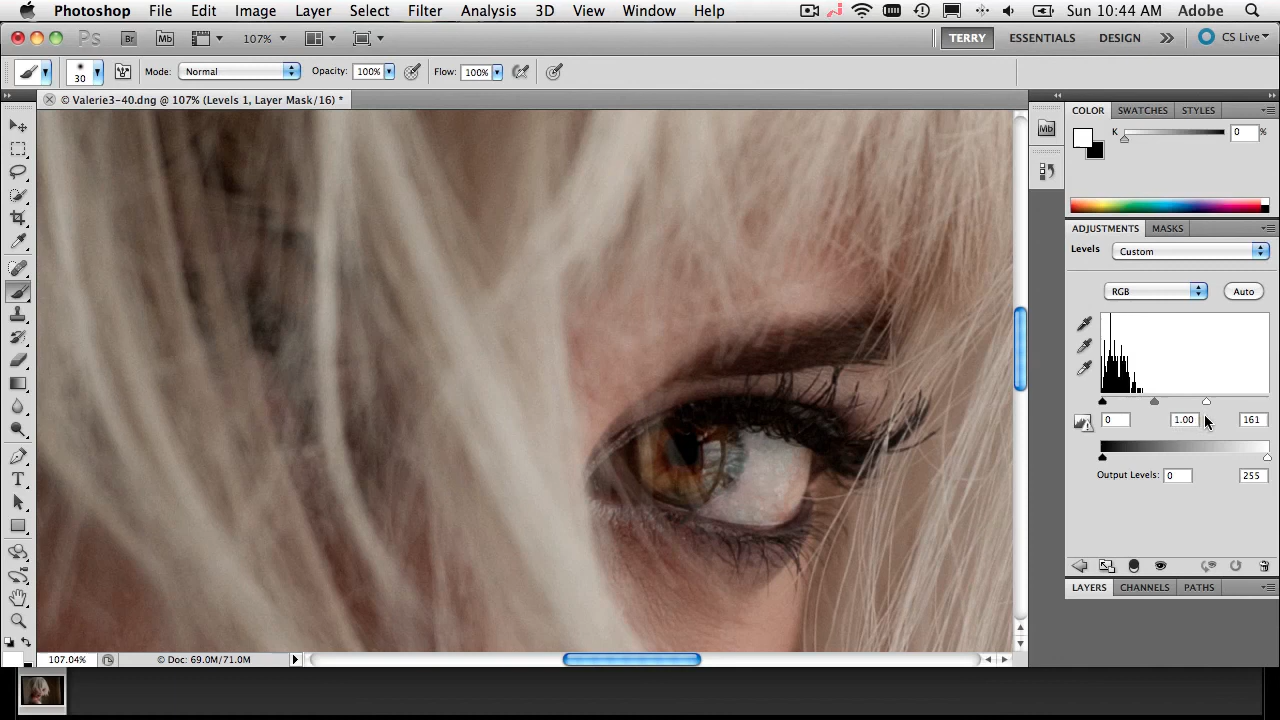 Photoshop File Edit Image Layer Select Filter Analysis 3D View Window Help Sun 10:44 AM Adobe
Ps Br Mb 107% TERRY ESSENTIALS DESIGN CS Live
30 Mode: Normal Opacity: 100% Flow: 100%
© Valerie3-40.dng @ 107% (Levels 1, Layer Mask/16) *
COLOR SWATCHES STYLES
Mb
K 0 %
ADJUSTMENTS MASKS
Levels Custom
RGB Auto
0 1.00 161
Output Levels: 0 255
LAYERS CHANNELS PATHS
107.04% © Doc: 69.0M/71.0M